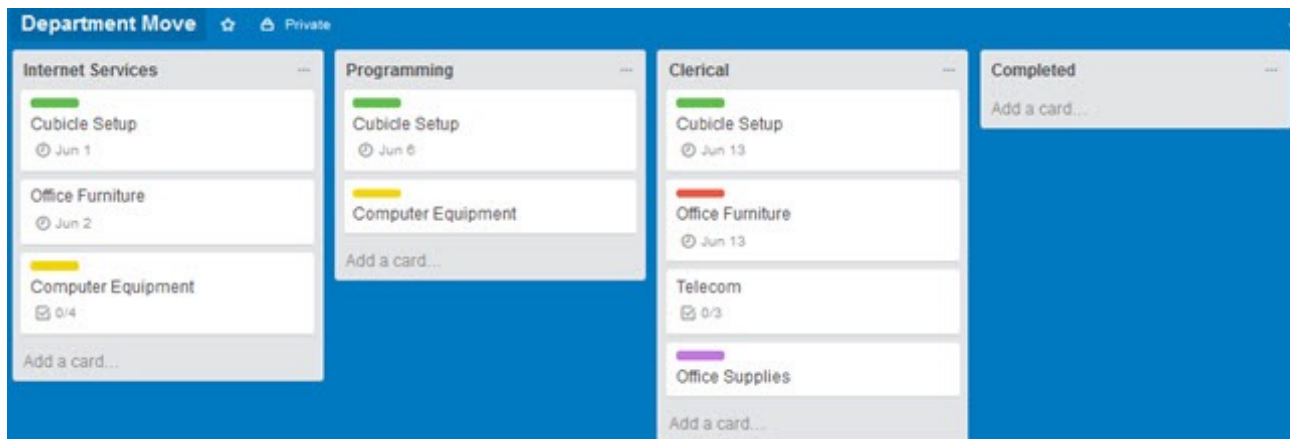 Department Move Private
Internet Services
Cubicle Setup
Jun 1
Office Furniture
Jun 2
Computer Equipment
0/4
Add a card...
Programming
Cubicle Setup
Jun 6
Computer Equipment
Add a card...
Clerical
Cubicle Setup
Jun 13
Office Furniture
Jun 13
Telecom
0/3
Office Supplies
Add a card...
Completed
Add a card...